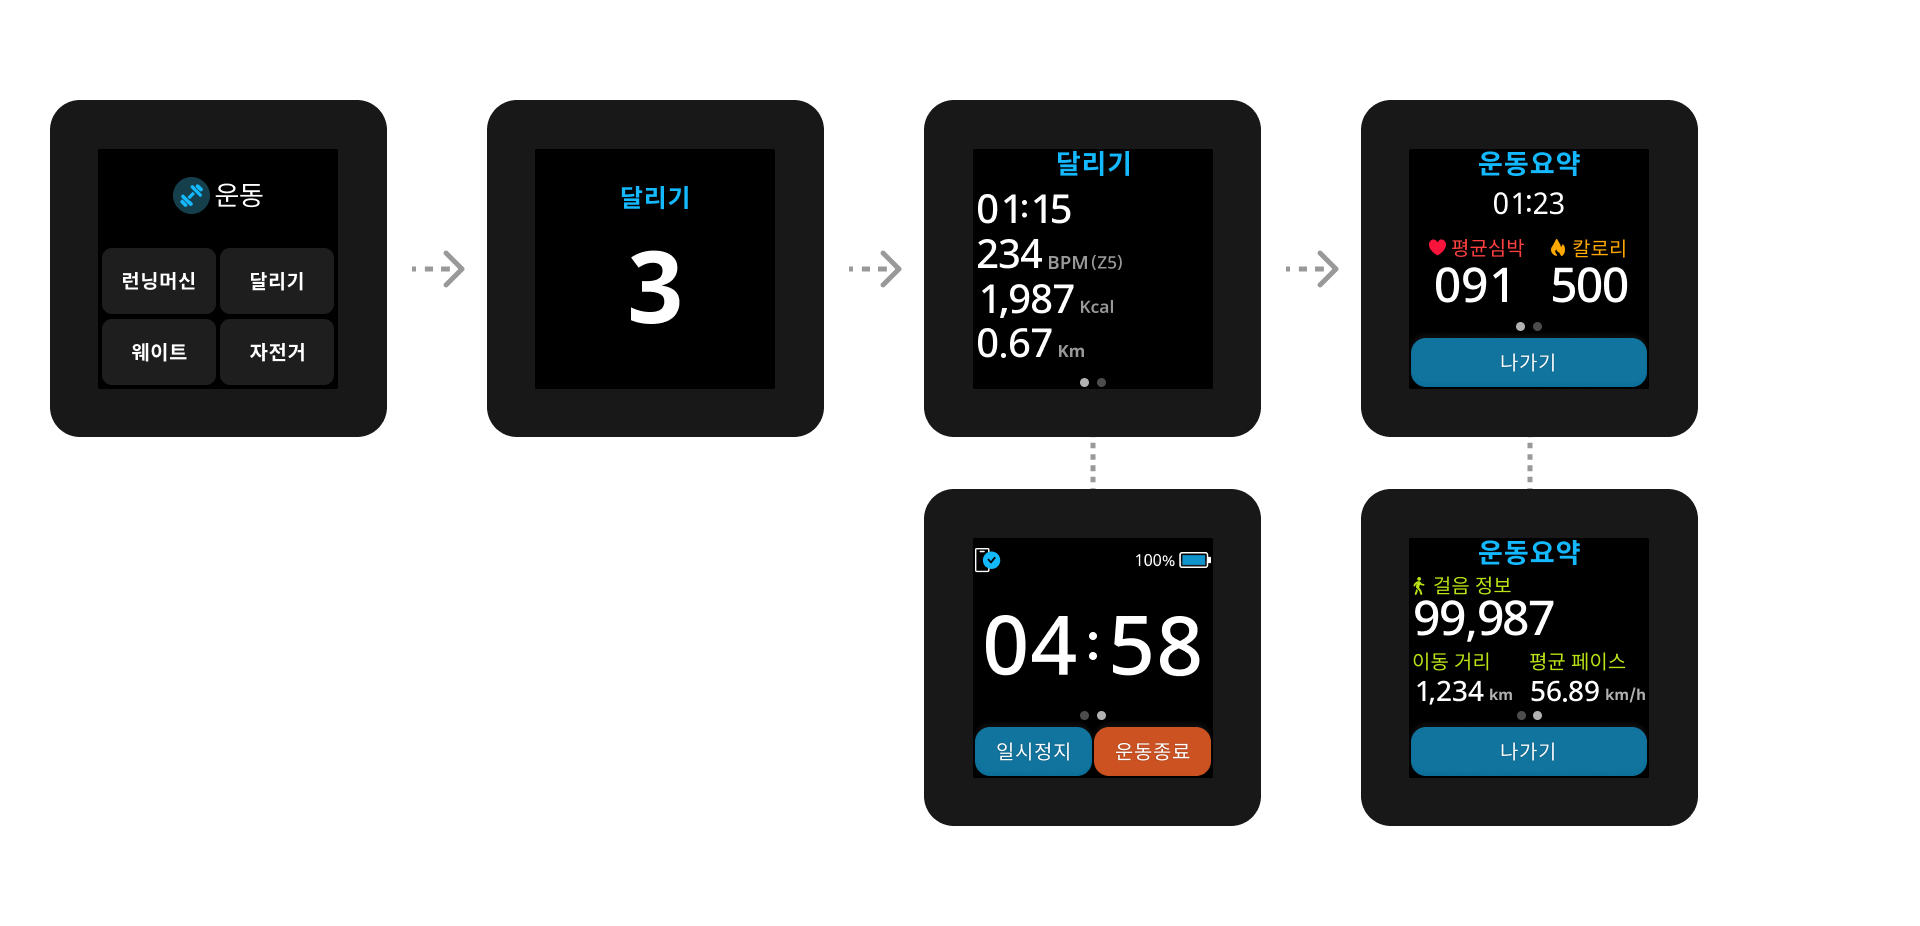 운동
런닝머신 달리기
웨이트 자전거
달리기
3
달리기
01:15
234 BPM (Z5)
1,987 Kcal
0.67 Km
100%
04:58
일시정지 운동종료
운동요약
01:23
평균심박 칼로리
091 500
나가기
운동요약
걸음 정보
99,987
이동 거리 평균 페이스
1,234 km 56.89 km/h
나가기